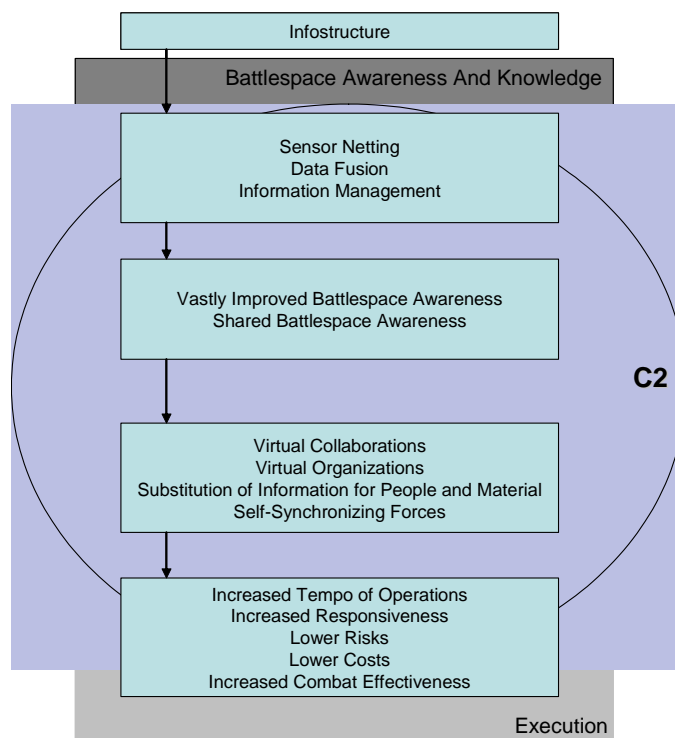 Infostructure
Battlespace Awareness And Knowledge
Sensor Netting
Data Fusion
Information Management
Vastly Improved Battlespace Awareness
Shared Battlespace Awareness
C2
Virtual Collaborations
Virtual Organizations
Substitution of Information for People and Material
Self-Synchronizing Forces
Increased Tempo of Operations
Increased Responsiveness
Lower Risks
Lower Costs
Increased Combat Effectiveness
Execution